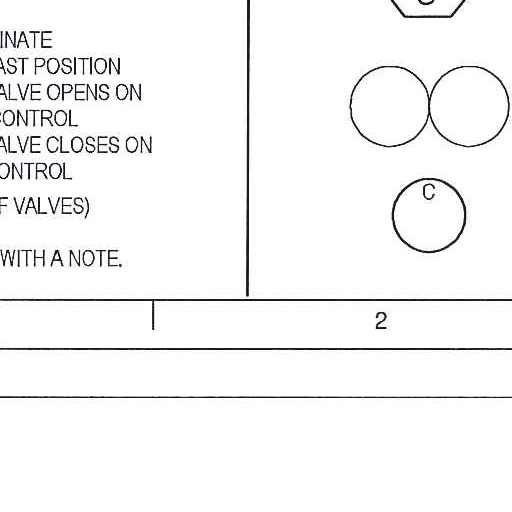 INATE
AST POSITION
ALVE OPENS ON
CONTROL
ALVE CLOSES ON
ONTROL
F VALVES)
WITH A NOTE.
C
2